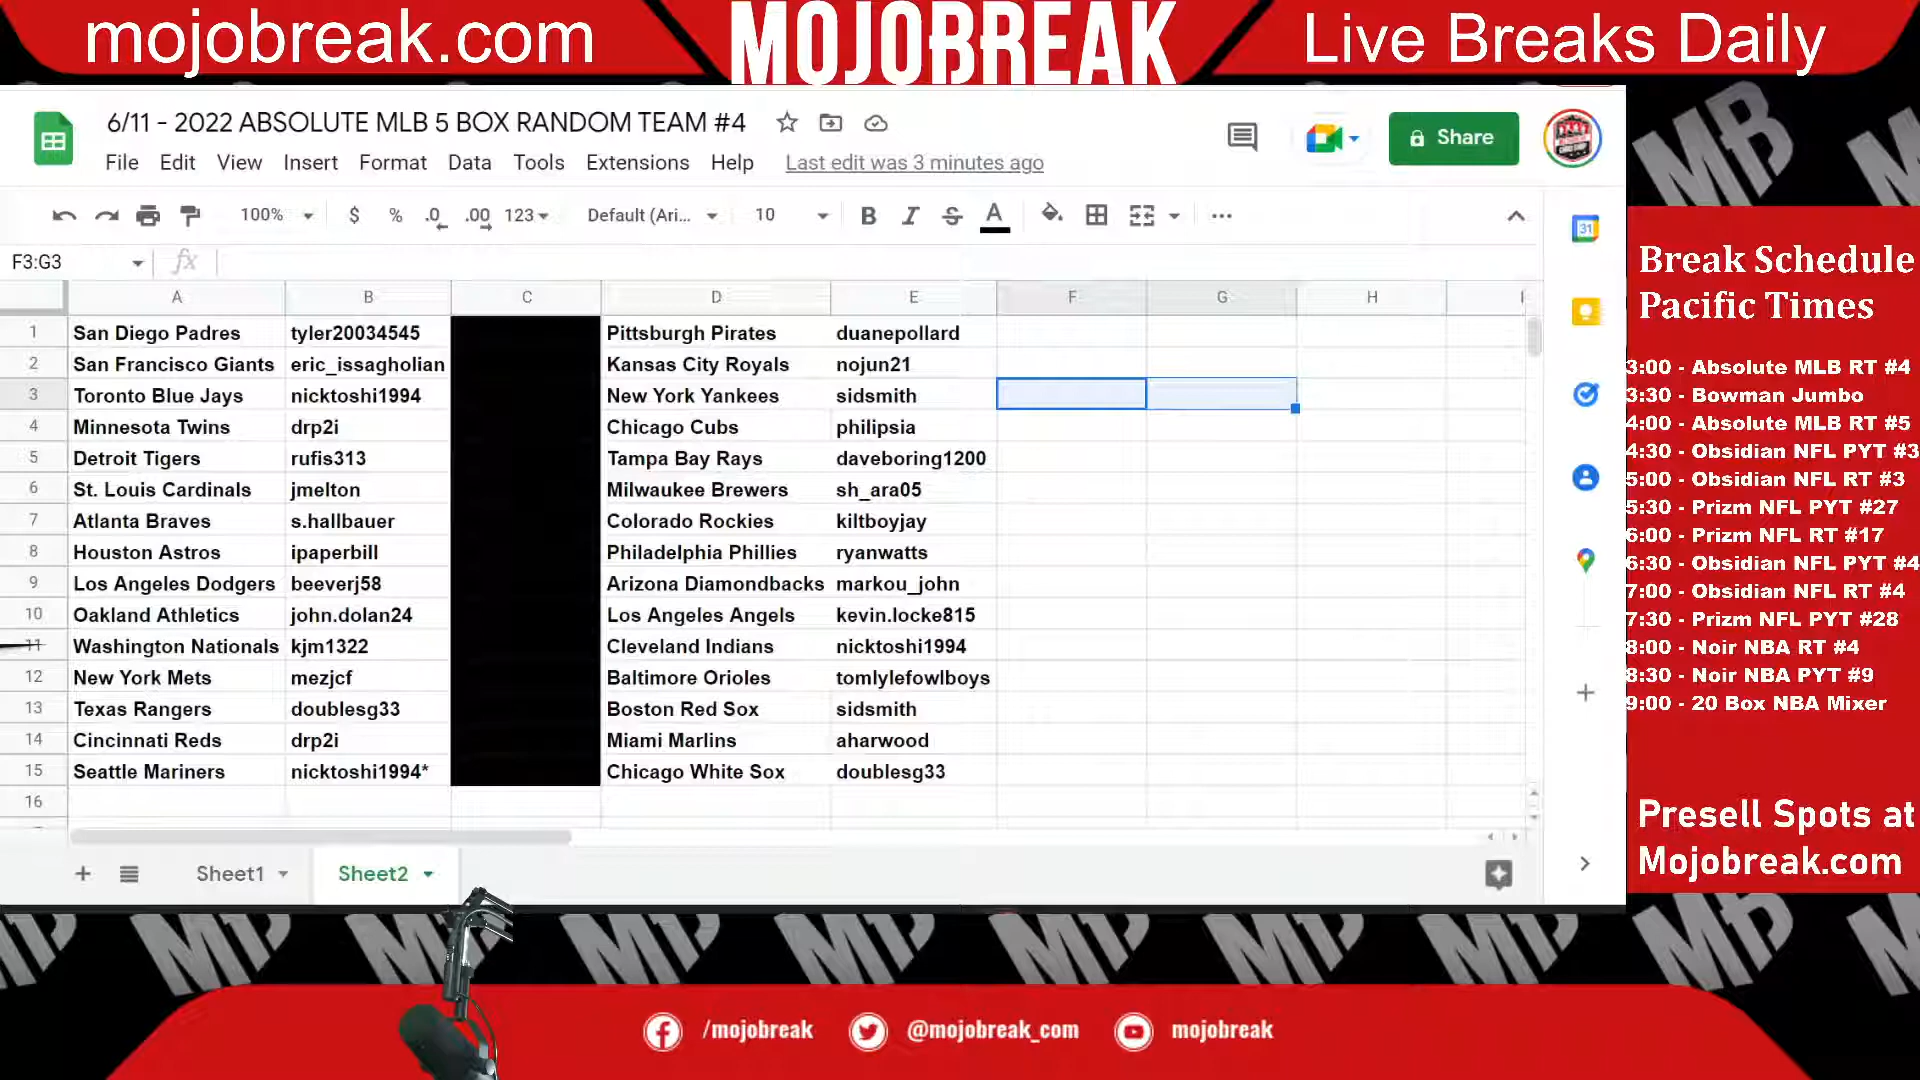 mojobreak.com
MOJOBREAK
Live Breaks Daily
6/11 - 2022 ABSOLUTE MLB 5 BOX RANDOM TEAM #4
Share
File Edit View Insert Format Data Tools Extensions Help Last edit was 3 minutes ago
100% $ % .0 .00 123 Default (Ari... 10 B I S A ...
F3:G3 fx
31
A B C D E F G H I
1 San Diego Padres tyler20034545 Pittsburgh Pirates duanepollard
2 San Francisco Giants eric_issagholian Kansas City Royals nojun21
3 Toronto Blue Jays nicktoshi1994 New York Yankees sidsmith
4 Minnesota Twins drp2i Chicago Cubs philipsia
5 Detroit Tigers rufis313 Tampa Bay Rays daveboring1200
6 St. Louis Cardinals jmelton Milwaukee Brewers sh_ara05
7 Atlanta Braves s.hallbauer Colorado Rockies kiltboyjay
8 Houston Astros ipaperbill Philadelphia Phillies ryanwatts
9 Los Angeles Dodgers beeverj58 Arizona Diamondbacks markou_john
10 Oakland Athletics john.dolan24 Los Angeles Angels kevin.locke815
11 Washington Nationals kjm1322 Cleveland Indians nicktoshi1994
12 New York Mets mezjcf Baltimore Orioles tomlylefowlboys
13 Texas Rangers doublesg33 Boston Red Sox sidsmith
14 Cincinnati Reds drp2i Miami Marlins aharwood
15 Seattle Mariners nicktoshi1994* Chicago White Sox doublesg33
16
Sheet1 Sheet2
Break Schedule
Pacific Times
3:00 - Absolute MLB RT #4
3:30 - Bowman Jumbo
4:00 - Absolute MLB RT #5
4:30 - Obsidian NFL PYT #3
5:00 - Obsidian NFL RT #3
5:30 - Prizm NFL PYT #27
6:00 - Prizm NFL RT #17
6:30 - Obsidian NFL PYT #4
7:00 - Obsidian NFL RT #4
7:30 - Prizm NFL PYT #28
8:00 - Noir NBA RT #4
8:30 - Noir NBA PYT #9
9:00 - 20 Box NBA Mixer
Presell Spots at
Mojobreak.com
/mojobreak @mojobreak_com mojobreak